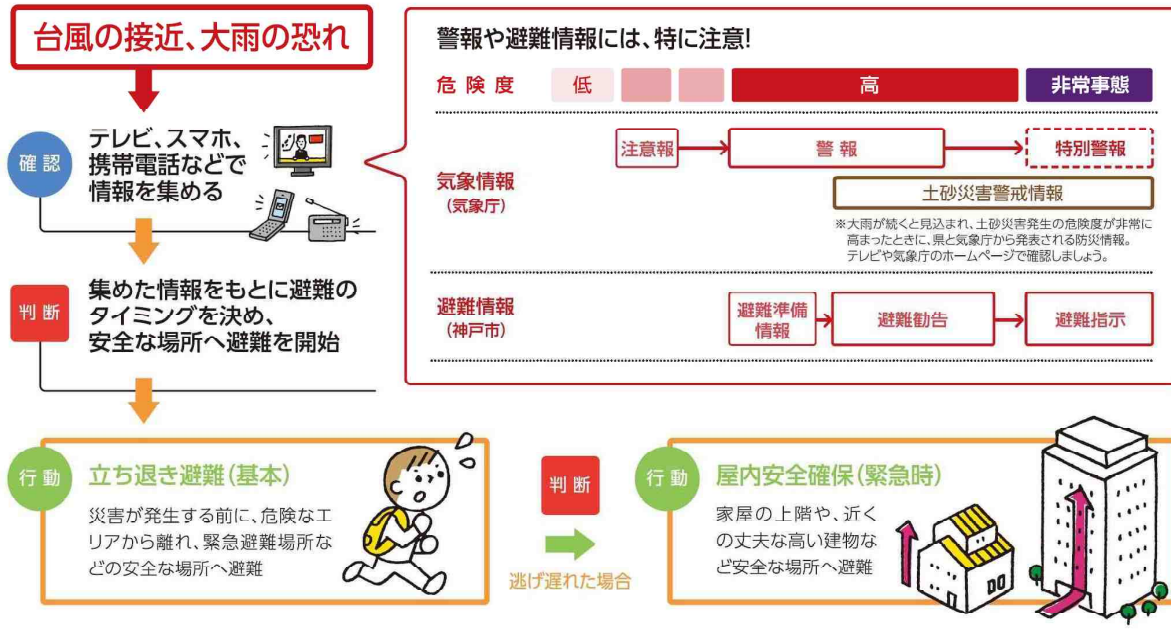 台風の接近、大雨の恐れ
確認
テレビ、スマホ、
携帯電話などで
情報を集める
判断
集めた情報をもとに避難の
タイミングを決め、
安全な場所へ避難を開始
警報や避難情報には、特に注意!
危険度
低
高
非常事態
気象情報
(気象庁)
注意報
警報
特別警報
土砂災害警戒情報
※大雨が続くと見込まれ、土砂災害発生の危険度が非常に
高まったときに、県と気象庁から発表される防災情報。
テレビや気象庁のホームページで確認しましょう。
避難情報
(神戸市)
避難準備
情報
避難勧告
避難指示
行動
立ち退き避難(基本)
災害が発生する前に、危険なエ
リアから離れ、緊急避難場所な
どの安全な場所へ避難
判断
逃げ遅れた場合
行動
屋内安全確保(緊急時)
家屋の上階や、近く
の丈夫な高い建物な
ど安全な場所へ避難